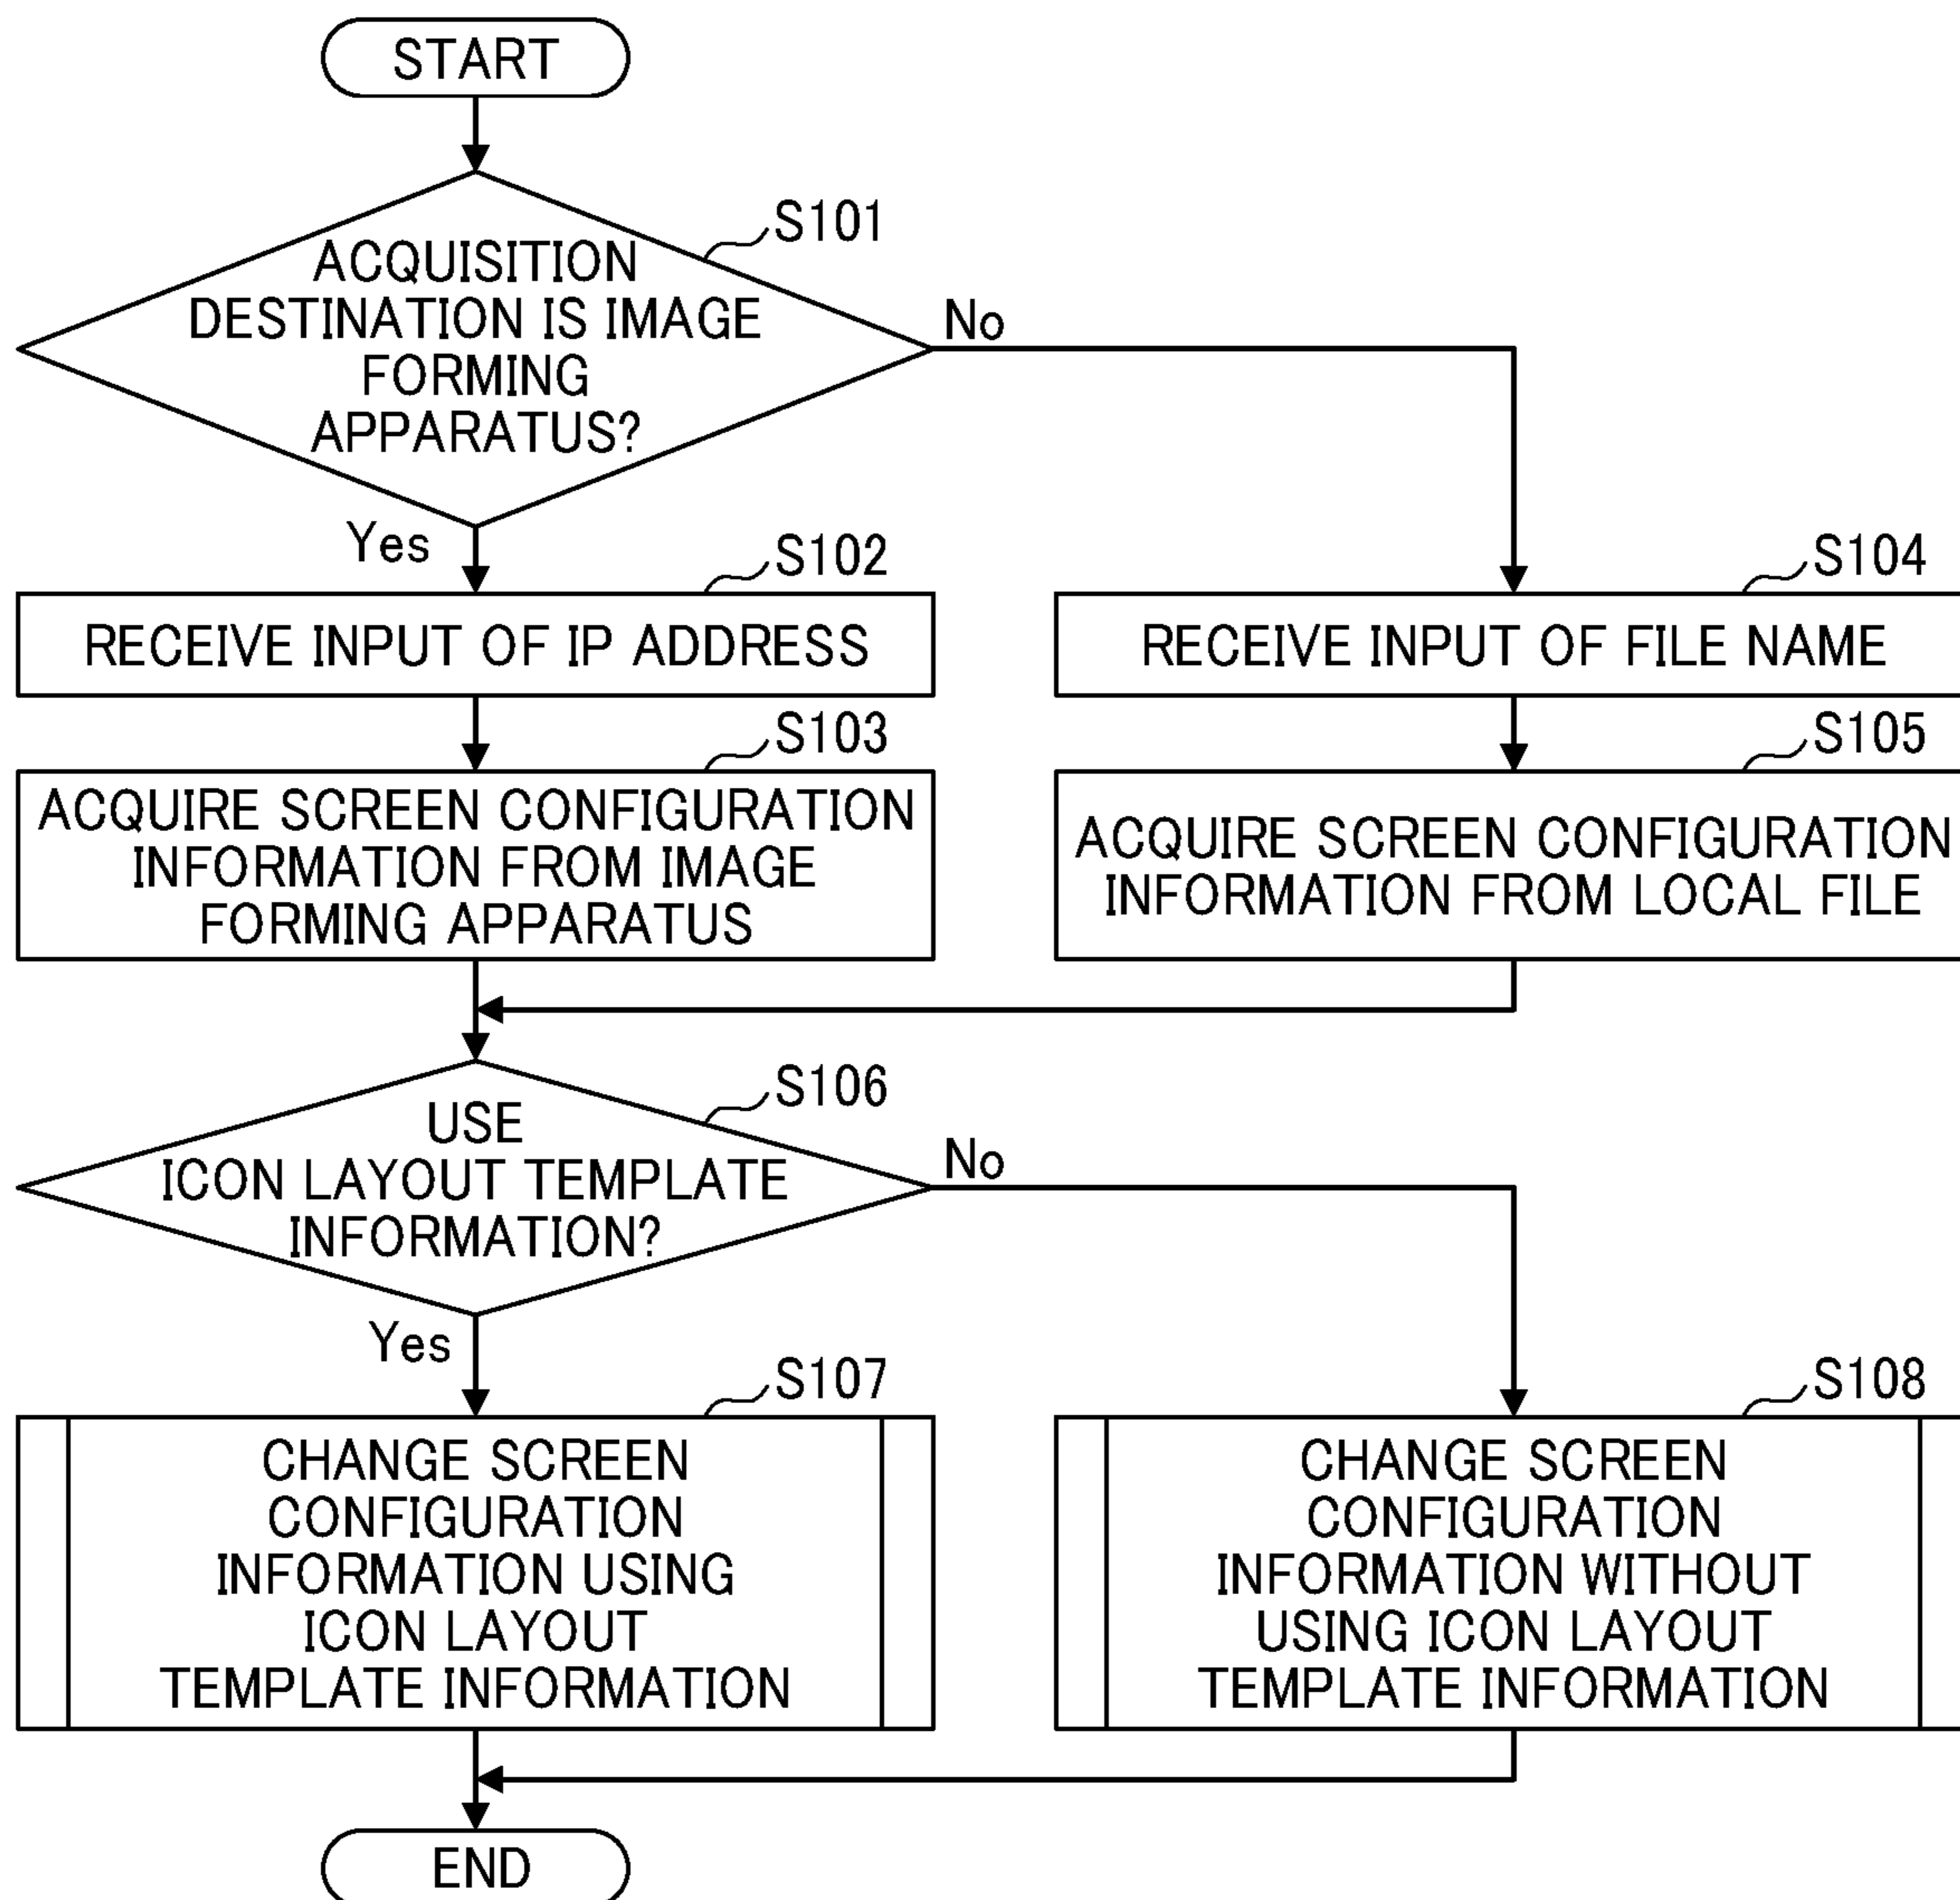 START
S101
ACQUISITION
DESTINATION IS IMAGE
FORMING
APPARATUS?
No
Yes
S102
RECEIVE INPUT OF IP ADDRESS
S104
RECEIVE INPUT OF FILE NAME
S103
ACQUIRE SCREEN CONFIGURATION
INFORMATION FROM IMAGE
FORMING APPARATUS
S105
ACQUIRE SCREEN CONFIGURATION
INFORMATION FROM LOCAL FILE
S106
USE
ICON LAYOUT TEMPLATE
INFORMATION?
No
Yes
S107
CHANGE SCREEN
CONFIGURATION
INFORMATION USING
ICON LAYOUT
TEMPLATE INFORMATION
S108
CHANGE SCREEN
CONFIGURATION
INFORMATION WITHOUT
USING ICON LAYOUT
TEMPLATE INFORMATION
END